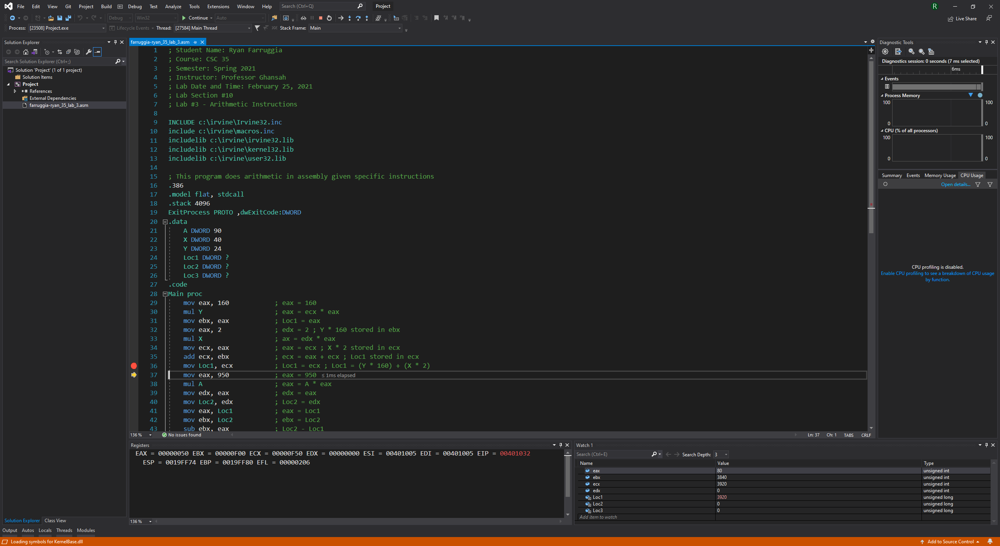 File Edit View Git Project Build Debug Test Analyze Tools Extensions Window Help Search (Ctrl+Q) Project R
Debug Win32 Continue Auto Live Share
Process: [23508] Project.exe Lifecycle Events Thread: [27584] Main Thread Stack Frame: Main
Solution Explorer
Search Solution Explorer (Ctrl+;)
Solution 'Project' (1 of 1 project)
Solution Items
Project
References
External Dependencies
farruggia-ryan_35_lab_3.asm
Solution Explorer Class View
farruggia-ryan_35_lab_3.asm
1 ; Student Name: Ryan Farruggia
2 ; Course: CSC 35
3 ; Semester: Spring 2021
4 ; Instructor: Professor Ghansah
5 ; Lab Date and Time: February 25, 2021
6 ; Lab Section #10
7 ; Lab #3 - Arithmetic Instructions
8
9 INCLUDE c:\irvine\Irvine32.inc
10 include c:\irvine\macros.inc
11 includelib c:\irvine\irvine32.lib
12 includelib c:\irvine\kernel32.lib
13 includelib c:\irvine\user32.lib
14
15 ; This program does arithmetic in assembly given specific instructions
16 .386
17 .model flat, stdcall
18 .stack 4096
19 ExitProcess PROTO ,dwExitCode:DWORD
20 .data
21 A DWORD 90
22 X DWORD 40
23 Y DWORD 24
24 Loc1 DWORD ?
25 Loc2 DWORD ?
26 Loc3 DWORD ?
27 .code
28 Main proc
29 mov eax, 160 ; eax = 160
30 mul Y ; eax = ecx * eax
31 mov ebx, eax ; Loc1 = eax
32 mov eax, 2 ; edx = 2 ; Y * 160 stored in ebx
33 mul X ; ax = edx * eax
34 mov ecx, eax ; eax = ecx ; X * 2 stored in ecx
35 add ecx, ebx ; ecx = eax + ecx ; Loc1 stored in ecx
36 mov Loc1, ecx ; Loc1 = ecx ; Loc1 = (Y * 160) + (X * 2)
37 mov eax, 950 ; eax = 950 ≤ 1ms elapsed
38 mul A ; eax = A * eax
39 mov edx, eax ; edx = eax
40 mov Loc2, edx ; Loc2 = edx
41 mov eax, Loc1 ; eax = Loc1
42 mov ebx, Loc2 ; ebx = Loc2
43 sub ebx, eax ; Loc2 - Loc1
136 % No issues found Ln: 37 Ch: 1 TABS CRLF
Diagnostic Tools
Diagnostics session: 0 seconds (7 ms selected)
6ms
Events
Process Memory
100 100
0 0
CPU (% of all processors)
100 100
0 0
Summary Events Memory Usage CPU Usage
Open details...
CPU profiling is disabled.
Enable CPU profiling to see a breakdown of CPU usage
by function.
Registers
EAX = 00000050 EBX = 00000F00 ECX = 00000F50 EDX = 00000000 ESI = 00401005 EDI = 00401005 EIP = 00401032
ESP = 0019FF74 EBP = 0019FF80 EFL = 00000206
136 %
Watch 1
Search (Ctrl+E) Search Depth: 3
Name Value Type
eax 80 unsigned int
ebx 3840 unsigned int
ecx 3920 unsigned int
edx 0 unsigned int
Loc1 3920 unsigned long
Loc2 0 unsigned long
Loc3 0 unsigned long
Add item to watch
Output Autos Locals Threads Modules
Loading symbols for KernelBase.dll Add to Source Control